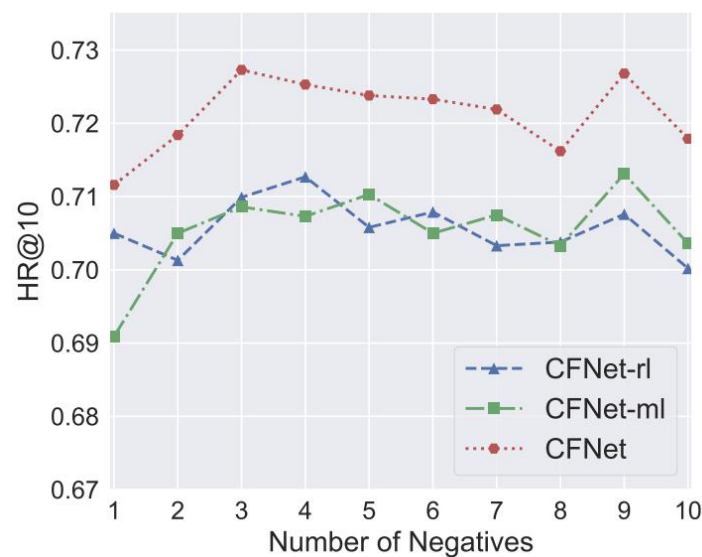 0.73
0.72
0.71
0.70
0.69
0.68
0.67
HR@10
CFNet-rl
CFNet-ml
CFNet
1 2 3 4 5 6 7 8 9 10
Number of Negatives